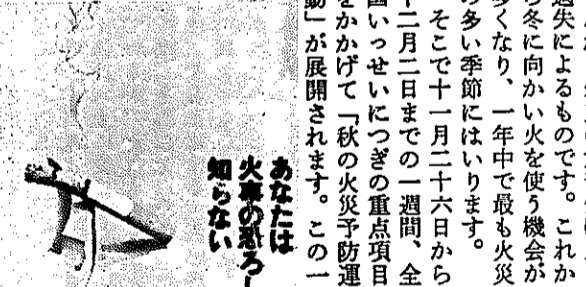 過失によるものです。これか
ら冬に向かい火を使う機会が
多くなり、一年中で最も火災
の多い季節にはいります。
そこで十一月二十六日から
十二月二日までの一週間、全
国いっせいにつぎの重点項目
をかかげて「秋の火災予防運
動」が展開されます。この一
あなたは
火事の恐ろし
知らない